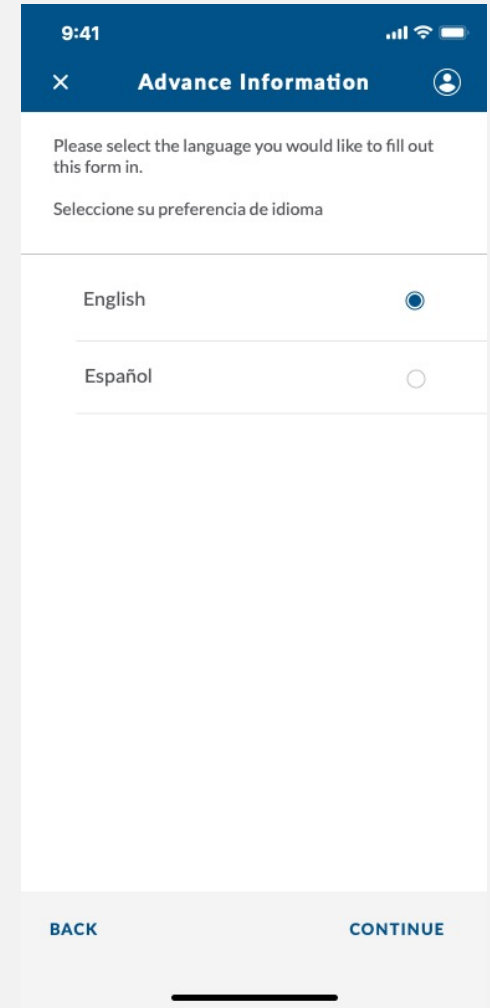 9:41
Advance Information
Please select the language you would like to fill out
this form in.
Seleccione su preferencia de idioma
English
Español
BACK
CONTINUE